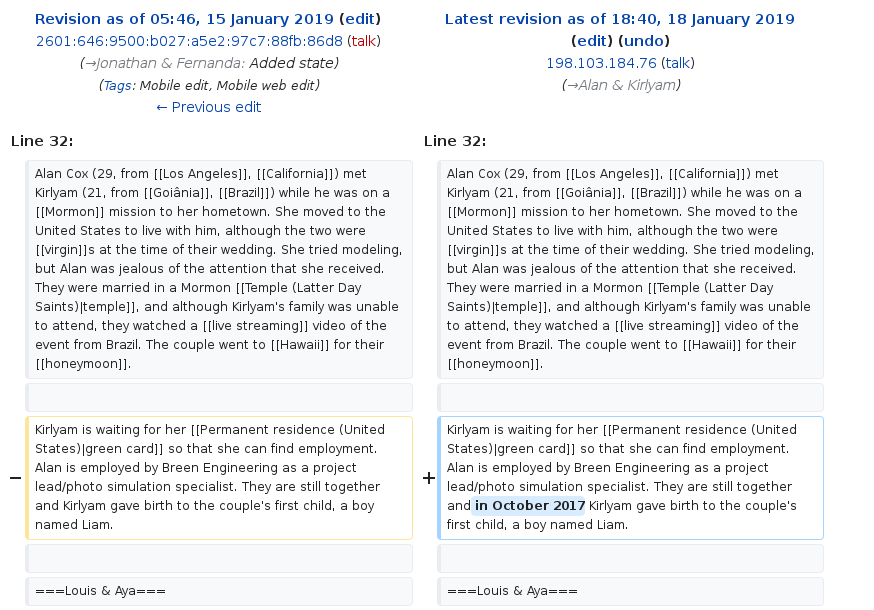 Revision as of 05:46, 15 January 2019 (edit)
2601:646:9500:b027:a5e2:97c7:88fb:86d8 (talk)
(→Jonathan & Fernanda: Added state)
(Tags: Mobile edit, Mobile web edit)
← Previous edit
Latest revision as of 18:40, 18 January 2019
(edit) (undo)
198.103.184.76 (talk)
(→Alan & Kirlyam)
Line 32:
Alan Cox (29, from [[Los Angeles]], [[California]]) met
Kirlyam (21, from [[Goiânia]], [[Brazil]]) while he was on a
[[Mormon]] mission to her hometown. She moved to the
United States to live with him, although the two were
[[virgin]]s at the time of their wedding. She tried modeling,
but Alan was jealous of the attention that she received.
They were married in a Mormon [[Temple (Latter Day
Saints)|temple]], and although Kirlyam's family was unable
to attend, they watched a [[live streaming]] video of the
event from Brazil. The couple went to [[Hawaii]] for their
[[honeymoon]].
Line 32:
Alan Cox (29, from [[Los Angeles]], [[California]]) met
Kirlyam (21, from [[Goiânia]], [[Brazil]]) while he was on a
[[Mormon]] mission to her hometown. She moved to the
United States to live with him, although the two were
[[virgin]]s at the time of their wedding. She tried modeling,
but Alan was jealous of the attention that she received.
They were married in a Mormon [[Temple (Latter Day
Saints)|temple]], and although Kirlyam's family was unable
to attend, they watched a [[live streaming]] video of the
event from Brazil. The couple went to [[Hawaii]] for their
[[honeymoon]].
−
Kirlyam is waiting for her [[Permanent residence (United
States)|green card]] so that she can find employment.
Alan is employed by Breen Engineering as a project
lead/photo simulation specialist. They are still together
and Kirlyam gave birth to the couple's first child, a boy
named Liam.
+
Kirlyam is waiting for her [[Permanent residence (United
States)|green card]] so that she can find employment.
Alan is employed by Breen Engineering as a project
lead/photo simulation specialist. They are still together
and in October 2017 Kirlyam gave birth to the couple's
first child, a boy named Liam.
===Louis & Aya===
===Louis & Aya===